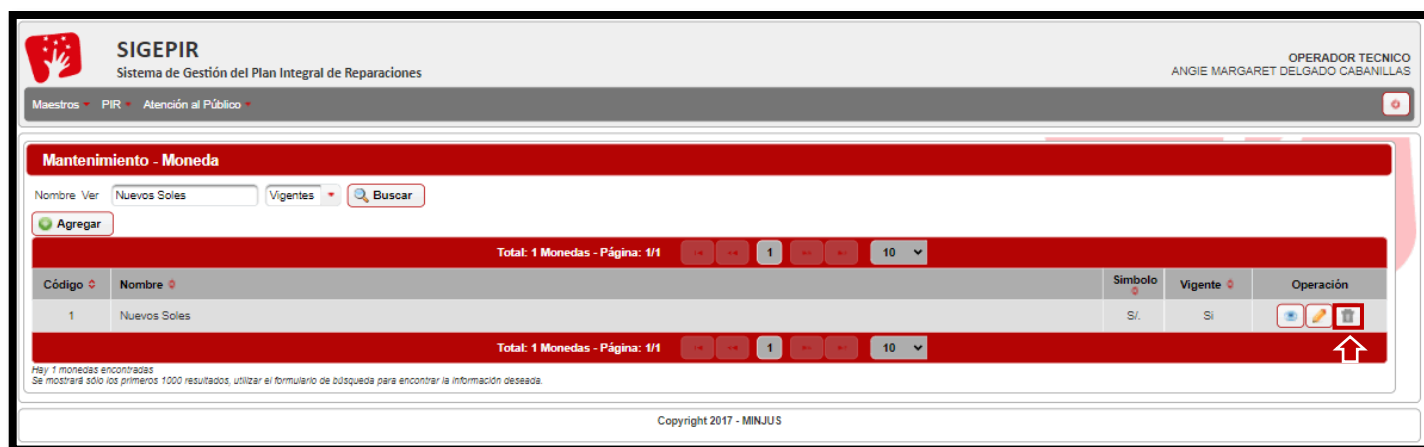 SIGEPIR
Sistema de Gestión del Plan Integral de Reparaciones
OPERADOR TECNICO
ANGIE MARGARET DELGADO CABANILLAS
Maestros PIR Atención al Público
Mantenimiento - Moneda
Nombre Ver Nuevos Soles Vigentes Buscar
Agregar
Total: 1 Monedas - Página: 1/1 1 10
Código Nombre Simbolo Vigente Operación
1 Nuevos Soles S/. Si
Total: 1 Monedas - Página: 1/1 1 10
Hay 1 monedas encontradas
Se mostrará sólo los primeros 1000 resultados, utilizar el formulario de búsqueda para encontrar la información deseada.
Copyright 2017 - MINJUS